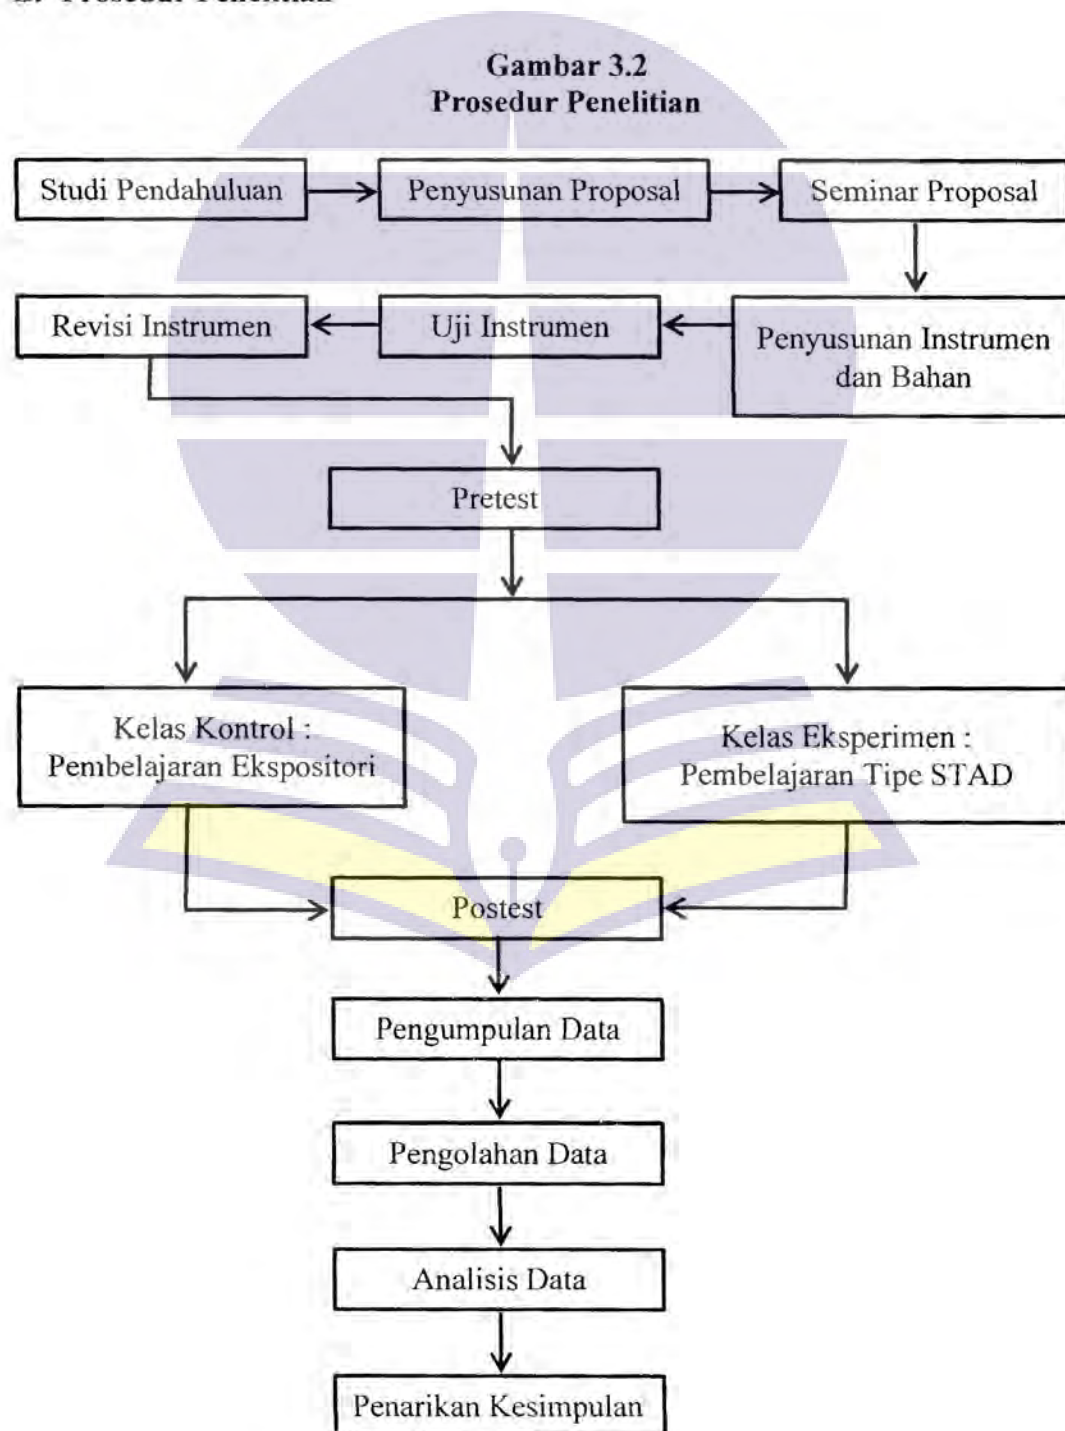 Prosedur Penelitian
Gambar 3.2
Prosedur Penelitian
Studi Pendahuluan
Penyusunan Proposal
Seminar Proposal
Revisi Instrumen
Uji Instrumen
Penyusunan Instrumen
dan Bahan
Pretest
Kelas Kontrol :
Pembelajaran Ekspositori
Kelas Eksperimen :
Pembelajaran Tipe STAD
Postest
Pengumpulan Data
Pengolahan Data
Analisis Data
Penarikan Kesimpulan